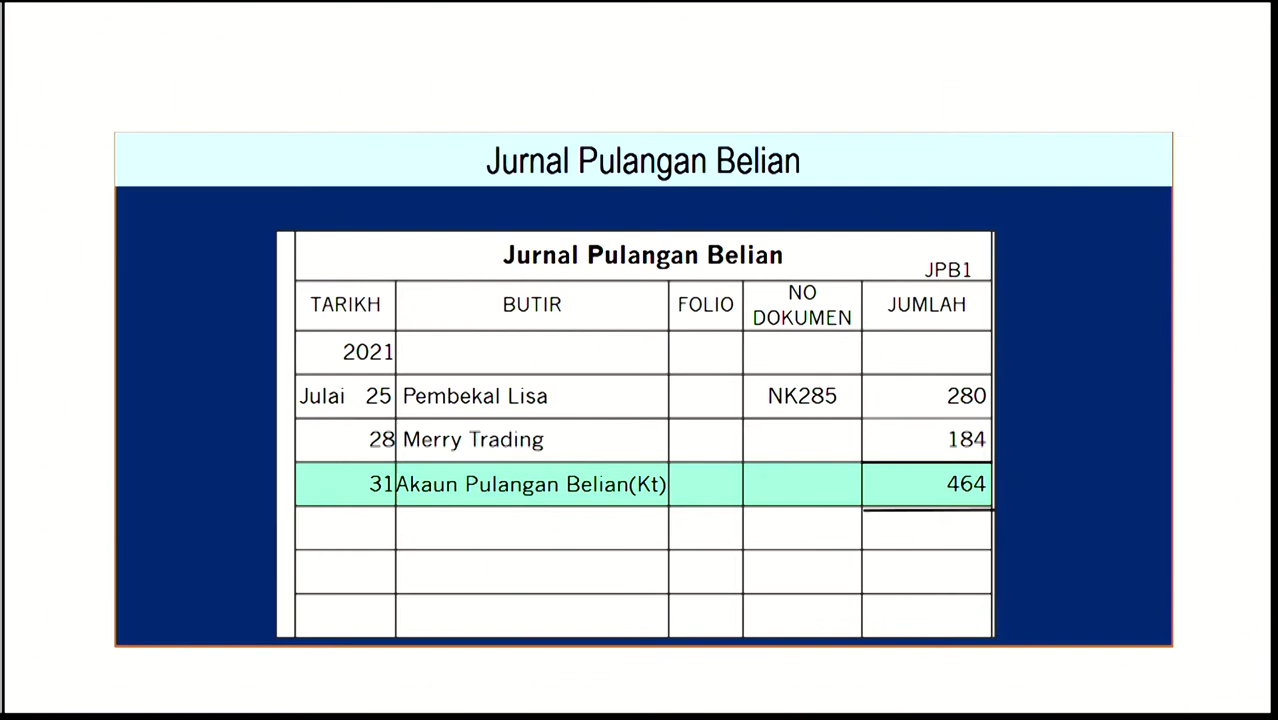 Jurnal Pulangan Belian
Jurnal Pulangan Belian
JPB1
TARIKH BUTIR FOLIO NO DOKUMEN JUMLAH
2021
Julai 25 Pembekal Lisa NK285 280
28 Merry Trading 184
31 Akaun Pulangan Belian(Kt) 464